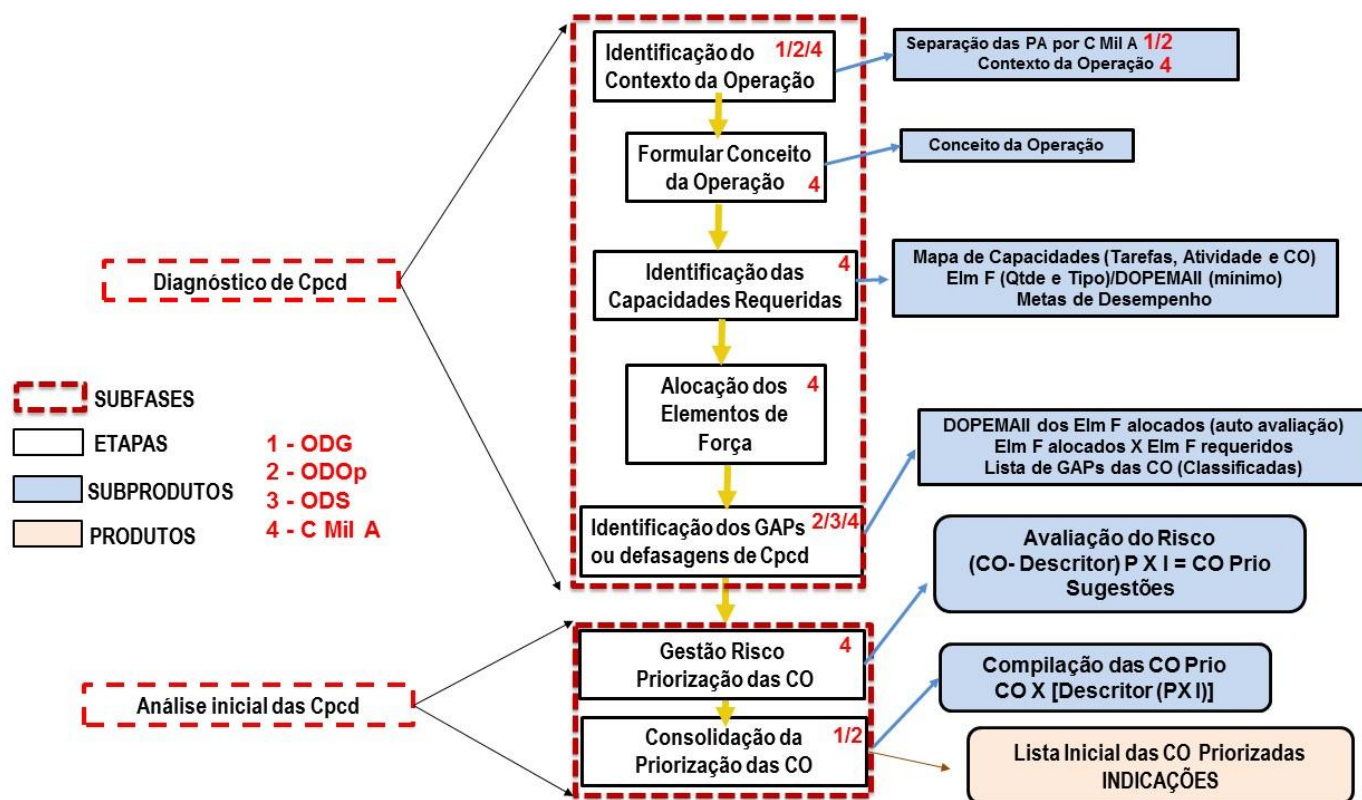 Identificação do 1/2/4
Contexto da Operação
Separação das PA por C Mil A 1/2
Contexto da Operação 4
Formular Conceito
da Operação 4
Conceito da Operação
Diagnóstico de Cpcd
Identificação das 4
Capacidades Requeridas
Mapa de Capacidades (Tarefas, Atividade e CO)
Elm F (Qtde e Tipo)/DOPEMAII (mínimo)
Metas de Desempenho
Alocação dos 4
Elementos de
Força
SUBFASES
ETAPAS
SUBPRODUTOS
PRODUTOS
1 - ODG
2 - ODOp
3 - ODS
4 - C Mil A
Identificação dos GAPs 2/3/4
ou defasagens de Cpcd
DOPEMAII dos Elm F alocados (auto avaliação)
Elm F alocados X Elm F requeridos
Lista de GAPs das CO (Classificadas)
Avaliação do Risco
(CO- Descritor) P X I = CO Prio
Sugestões
Análise inicial das Cpcd
Gestão Risco 4
Priorização das CO
Compilação das CO Prio
CO X [Descritor (PX I)]
Consolidação da 1/2
Priorização das CO
Lista Inicial das CO Priorizadas
INDICAÇÕES